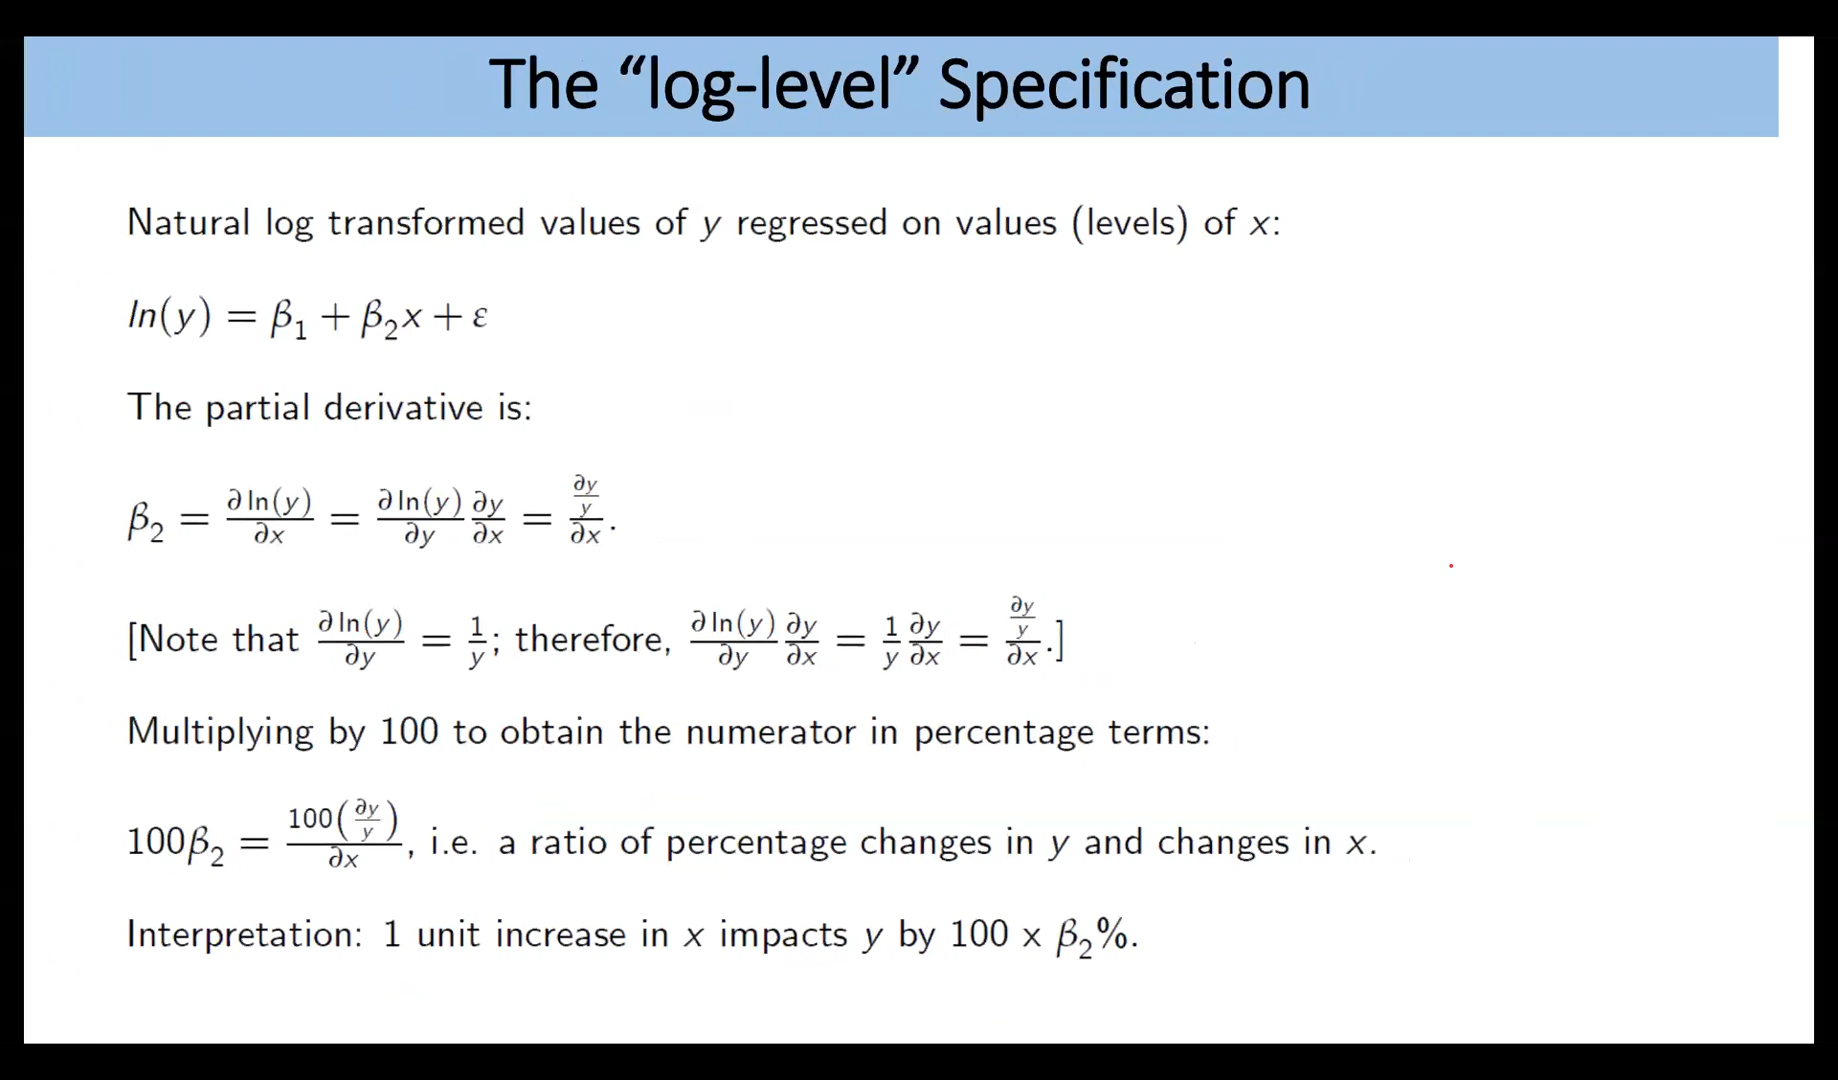 The “log-level” Specification
Natural log transformed values of y regressed on values (levels) of x:
ln(y) = β₁ + β₂x + ε
The partial derivative is:
β₂ = ∂ ln(y)/∂x = ∂ ln(y)/∂y ∂y/∂x = (∂y/y)/∂x.
[Note that ∂ ln(y)/∂y = 1/y; therefore, ∂ ln(y)/∂y ∂y/∂x = 1/y ∂y/∂x = (∂y/y)/∂x.]
Multiplying by 100 to obtain the numerator in percentage terms:
100β₂ = 100(∂y/y)/∂x, i.e. a ratio of percentage changes in y and changes in x.
Interpretation: 1 unit increase in x impacts y by 100 x β₂%.